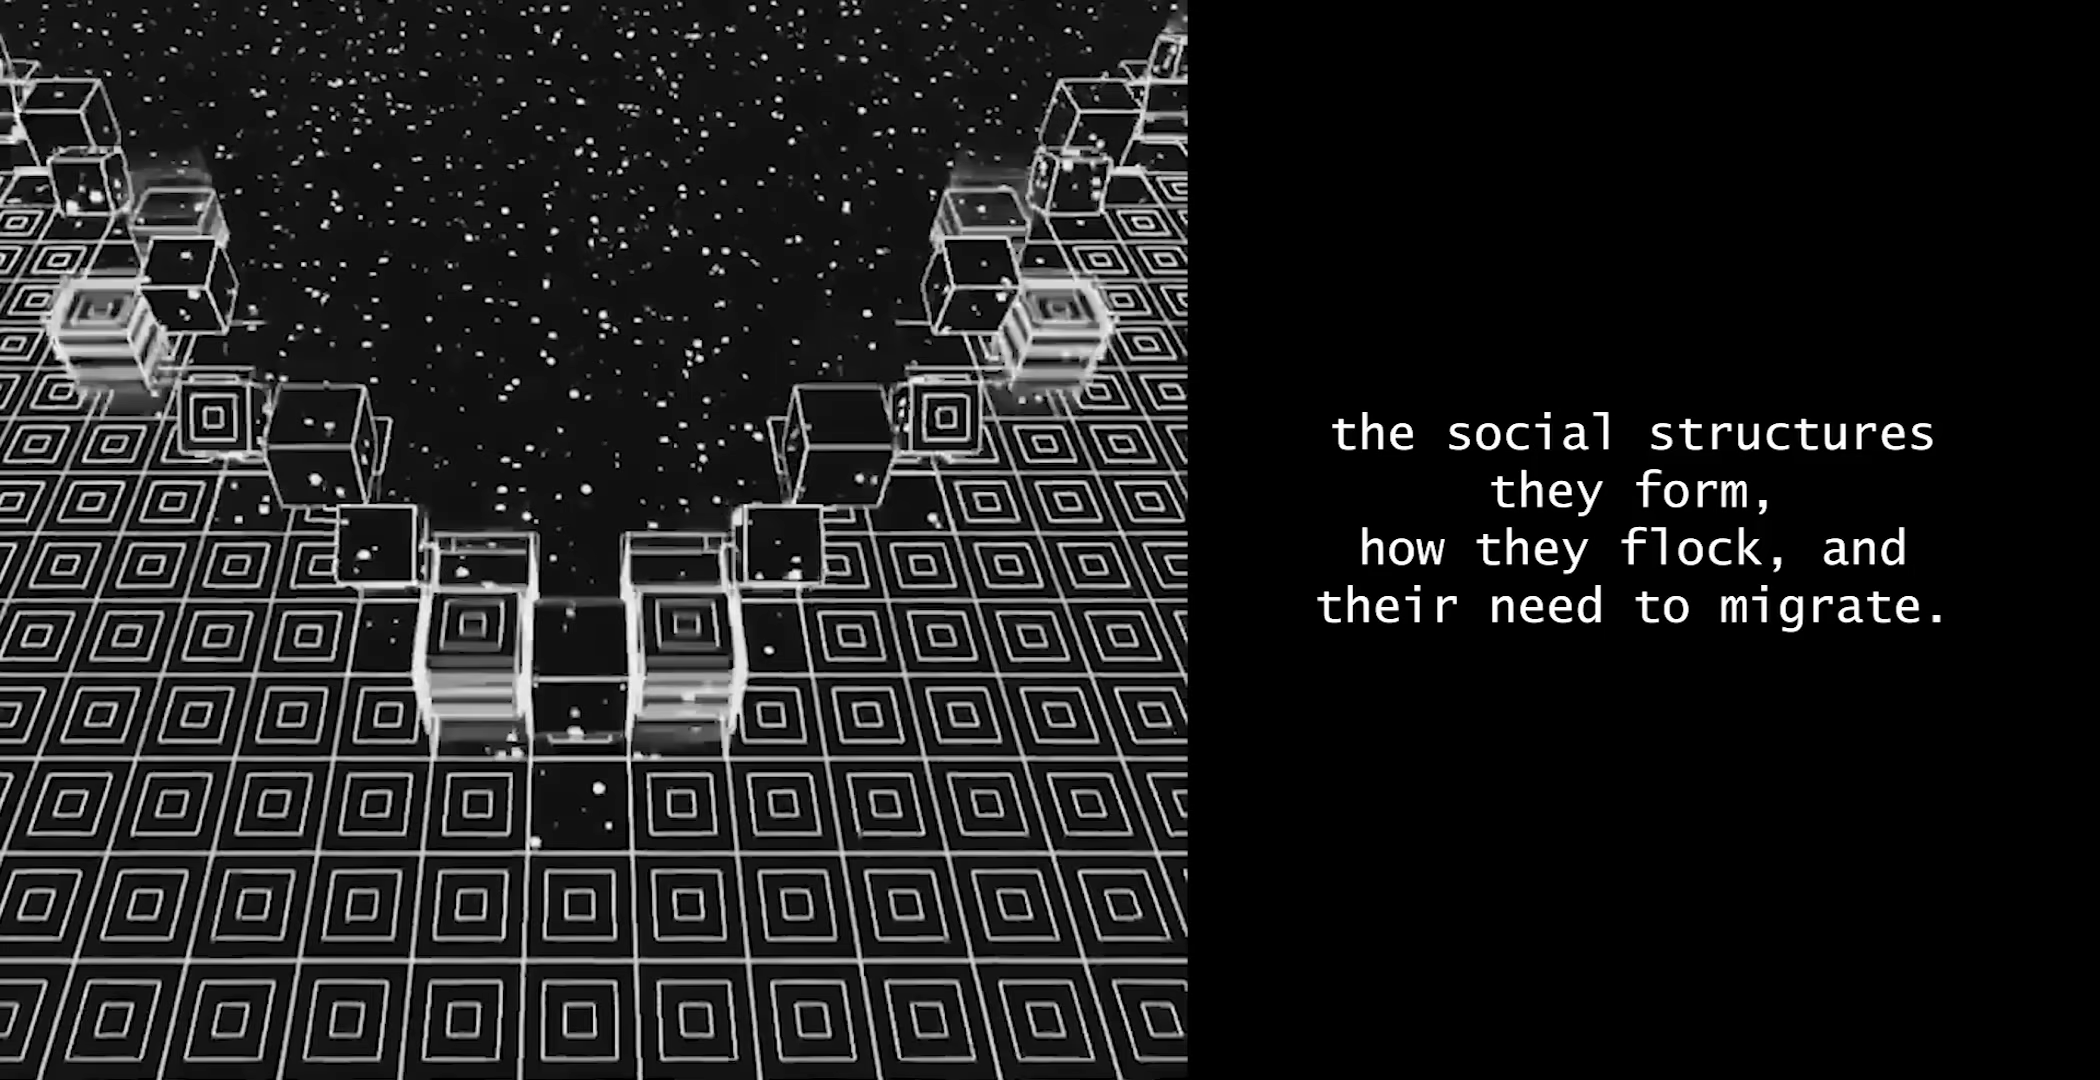 the social structures
they form,
how they flock, and
their need to migrate.